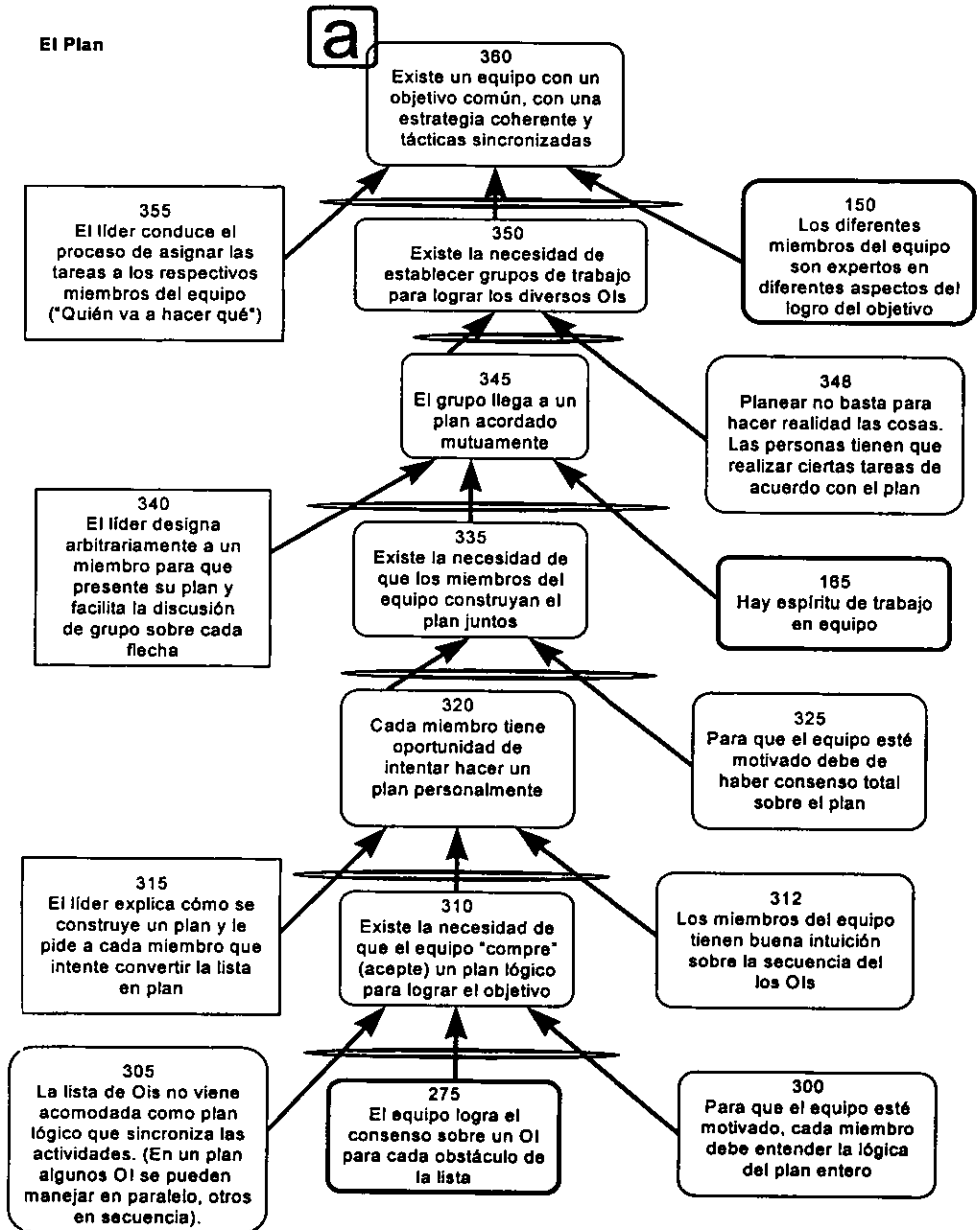 El Plan
a
360
Existe un equipo con un
objetivo común, con una
estrategia coherente y
tácticas sincronizadas
355
El líder conduce el
proceso de asignar las
tareas a los respectivos
miembros del equipo
("Quién va a hacer qué")
350
Existe la necesidad de
establecer grupos de trabajo
para lograr los diversos OIs
150
Los diferentes
miembros del equipo
son expertos en
diferentes aspectos del
logro del objetivo
345
El grupo llega a un
plan acordado
mutuamente
348
Planear no basta para
hacer realidad las cosas.
Las personas tienen que
realizar ciertas tareas de
acuerdo con el plan
340
El líder designa
arbitrariamente a un
miembro para que
presente su plan y
facilita la discusión
de grupo sobre cada
flecha
335
Existe la necesidad de
que los miembros del
equipo construyan el
plan juntos
165
Hay espíritu de trabajo
en equipo
320
Cada miembro tiene
oportunidad de
intentar hacer un
plan personalmente
325
Para que el equipo esté
motivado debe de
haber consenso total
sobre el plan
315
El líder explica cómo se
construye un plan y le
pide a cada miembro que
intente convertir la lista
en plan
310
Existe la necesidad de
que el equipo "compre"
(acepte) un plan lógico
para lograr el objetivo
312
Los miembros del equipo
tienen buena intuición
sobre la secuencia del
los OIs
305
La lista de Ois no viene
acomodada como plan
lógico que sincroniza las
actividades. (En un plan
algunos OI se pueden
manejar en paralelo, otros
en secuencia).
275
El equipo logra el
consenso sobre un OI
para cada obstáculo de
la lista
300
Para que el equipo esté
motivado, cada miembro
debe entender la lógica
del plan entero